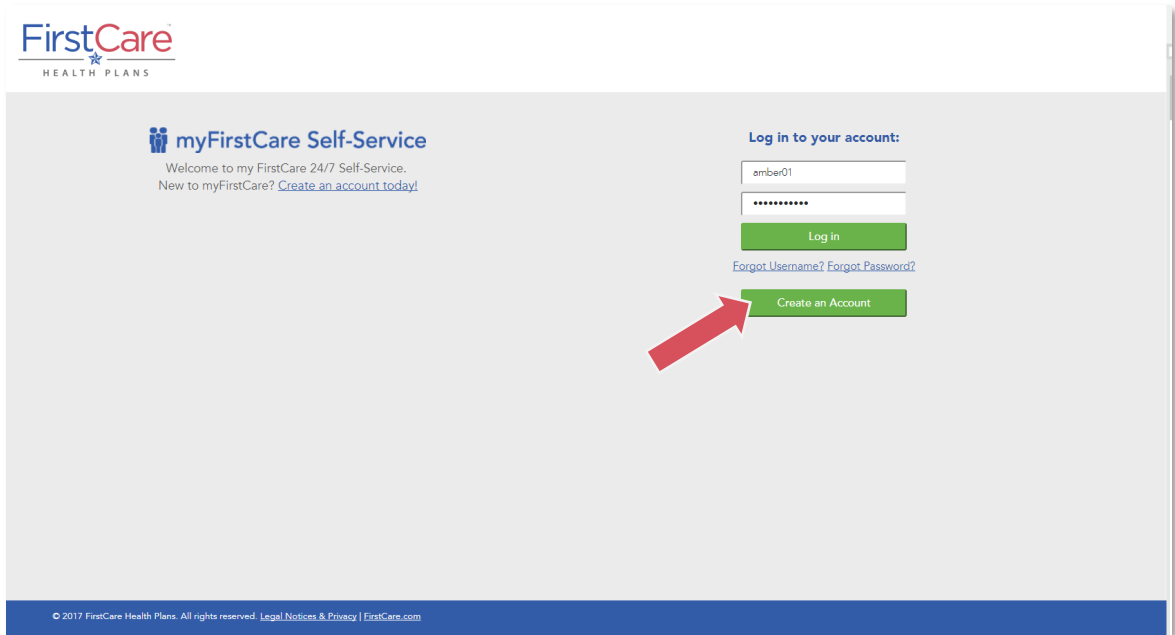 FirstCare
HEALTH PLANS
myFirstCare Self-Service
Welcome to my FirstCare 24/7 Self-Service.
New to myFirstCare? Create an account today!
Log in to your account:
amber01
•••••••••••
Log in
Forgot Username? Forgot Password?
Create an Account
© 2017 FirstCare Health Plans. All rights reserved. Legal Notices & Privacy | FirstCare.com